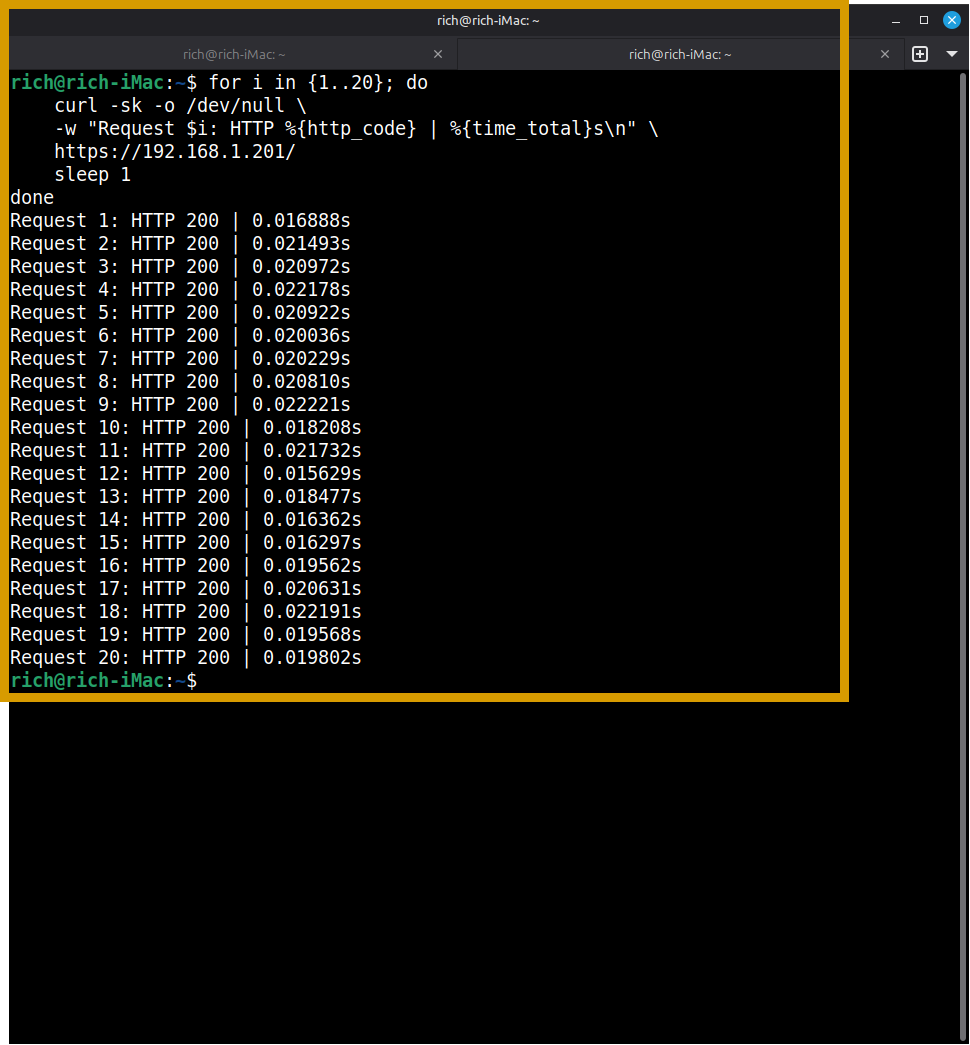 rich@rich-iMac: ~
rich@rich-iMac: ~
rich@rich-iMac: ~
rich@rich-iMac:~$ for i in {1..20}; do
    curl -sk -o /dev/null \
    -w "Request $i: HTTP %{http_code} | %{time_total}s\n" \
    https://192.168.1.201/
    sleep 1
done
Request 1: HTTP 200 | 0.016888s
Request 2: HTTP 200 | 0.021493s
Request 3: HTTP 200 | 0.020972s
Request 4: HTTP 200 | 0.022178s
Request 5: HTTP 200 | 0.020922s
Request 6: HTTP 200 | 0.020036s
Request 7: HTTP 200 | 0.020229s
Request 8: HTTP 200 | 0.020810s
Request 9: HTTP 200 | 0.022221s
Request 10: HTTP 200 | 0.018208s
Request 11: HTTP 200 | 0.021732s
Request 12: HTTP 200 | 0.015629s
Request 13: HTTP 200 | 0.018477s
Request 14: HTTP 200 | 0.016362s
Request 15: HTTP 200 | 0.016297s
Request 16: HTTP 200 | 0.019562s
Request 17: HTTP 200 | 0.020631s
Request 18: HTTP 200 | 0.022191s
Request 19: HTTP 200 | 0.019568s
Request 20: HTTP 200 | 0.019802s
rich@rich-iMac:~$